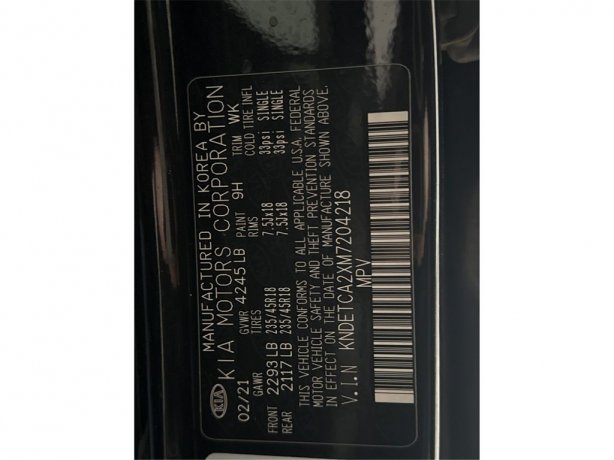 KIA
MANUFACTURED IN KOREA BY
KIA MOTORS CORPORATION
02/21 GVWR 4245LB PAINT 9H TRIM WK
GAWR TIRES RIMS COLD TIRE INFL
FRONT 2293LB 235/45R18 7.5Jx18 33psi SINGLE
REAR 2117LB 235/45R18 7.5Jx18 33psi SINGLE
THIS VEHICLE CONFORMS TO ALL APPLICABLE U.S.A. FEDERAL
MOTOR VEHICLE SAFETY AND THEFT PREVENTION STANDARDS
IN EFFECT ON THE DATE OF MANUFACTURE SHOWN ABOVE.
V.I.N KNDETCA2XM7204218
MPV